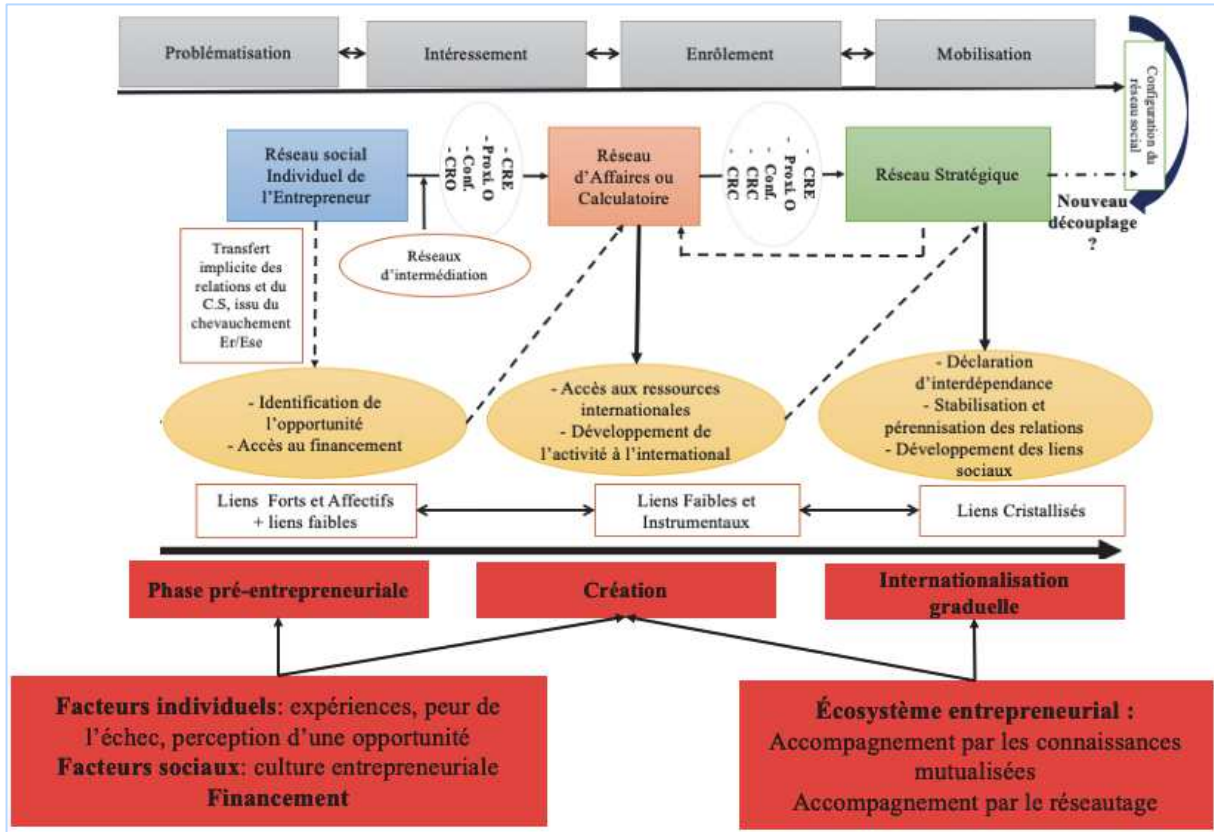 Problématisation
Intéressement
Enrôlement
Mobilisation
Configuration du
réseau social
Réseau social
Individuel de
l'Entrepreneur
- CRE
- Proxi. O
- Conf.
- CRO
Réseau
d'Affaires ou
Calculatoire
- CRE
- Proxi. O
- Conf.
- CRC
- CRC
Réseau Stratégique
Nouveau
découplage
?
Transfert
implicite des
relations et du
C.S, issu du
chevauchement
Er/Ese
Réseaux
d'intermédiation
- Identification de
l'opportunité
- Accès au financement
- Accès aux ressources
internationales
- Développement de
l'activité à l'international
- Déclaration
d'interdépendance
- Stabilisation et
pérennisation des relations
- Développement des liens
sociaux
Liens Forts et Affectifs
+ liens faibles
Liens Faibles et
Instrumentaux
Liens Cristallisés
Phase pré-entrepreneuriale
Création
Internationalisation
graduelle
Facteurs individuels: expériences, peur de
l'échec, perception d'une opportunité
Facteurs sociaux: culture entrepreneuriale
Financement
Écosystème entrepreneurial :
Accompagnement par les connaissances
mutualisées
Accompagnement par le réseautage